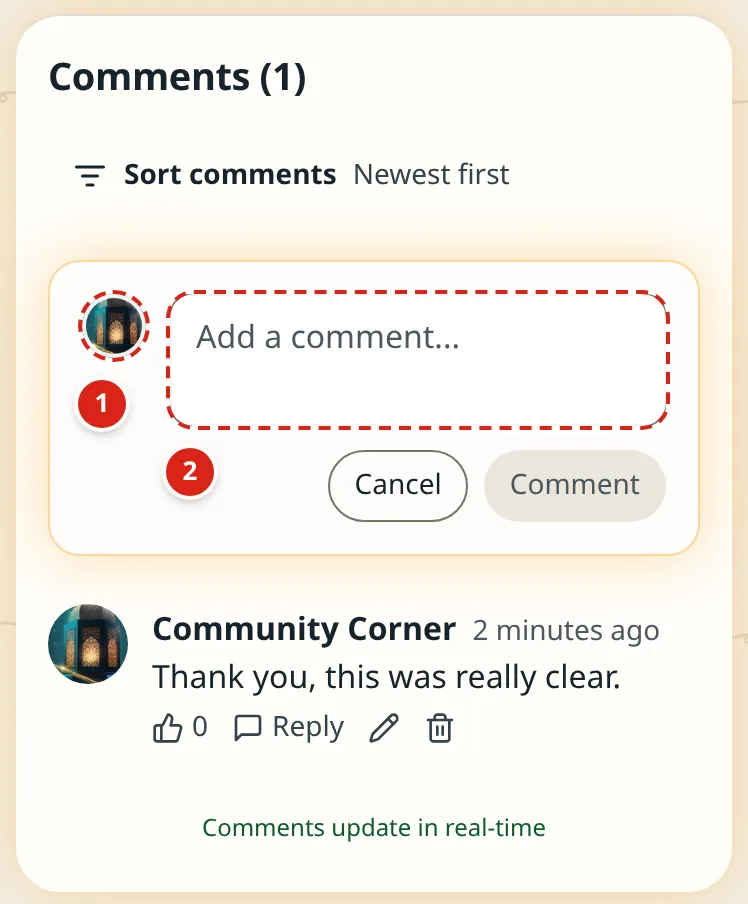 Comments (1)
Sort comments Newest first
Add a comment...
1
2
Cancel Comment
Community Corner 2 minutes ago
Thank you, this was really clear.
0 Reply
Comments update in real-time